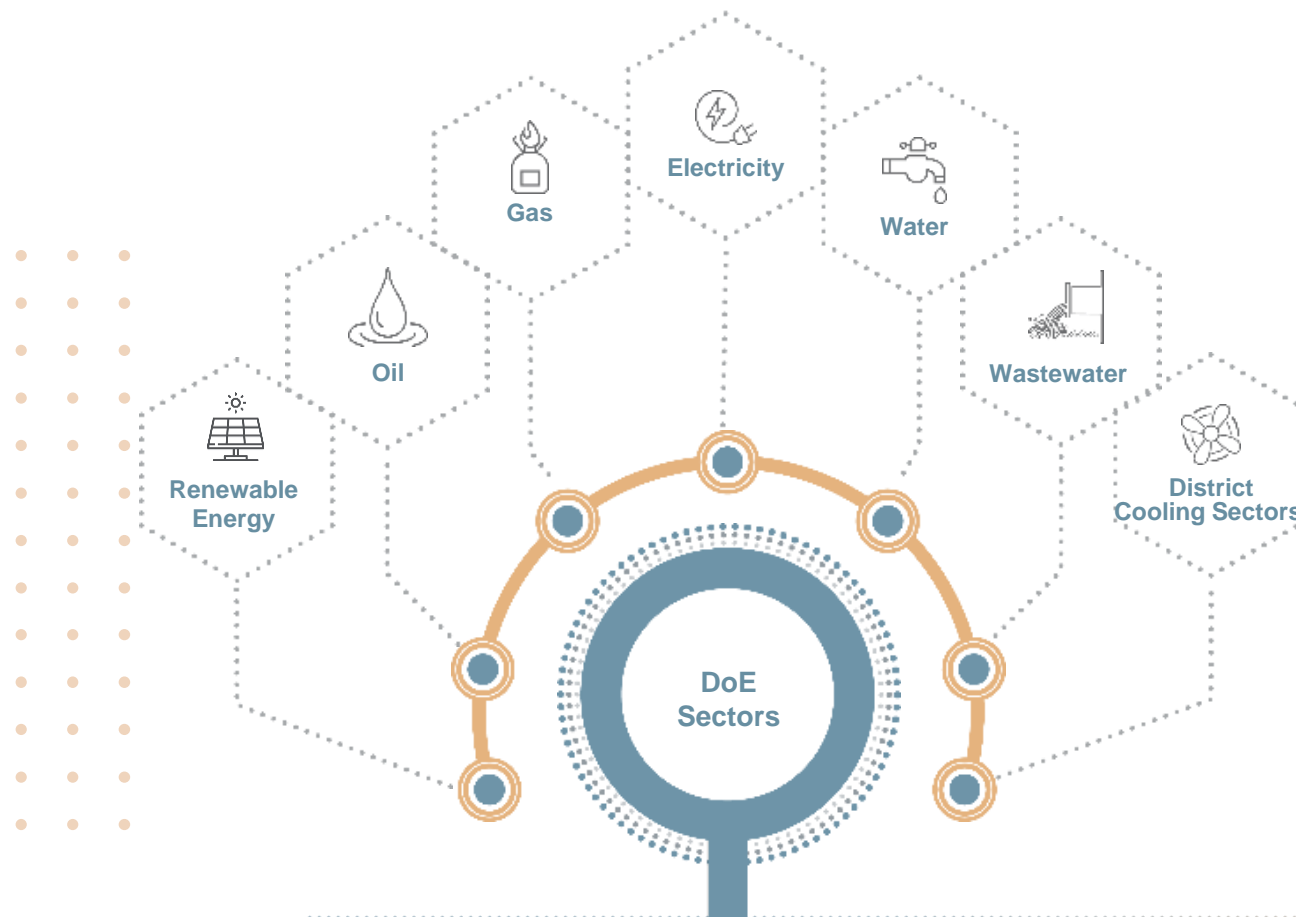 Electricity
Gas
Water
Oil
Wastewater
Renewable
Energy
District
Cooling Sectors
DoE
Sectors